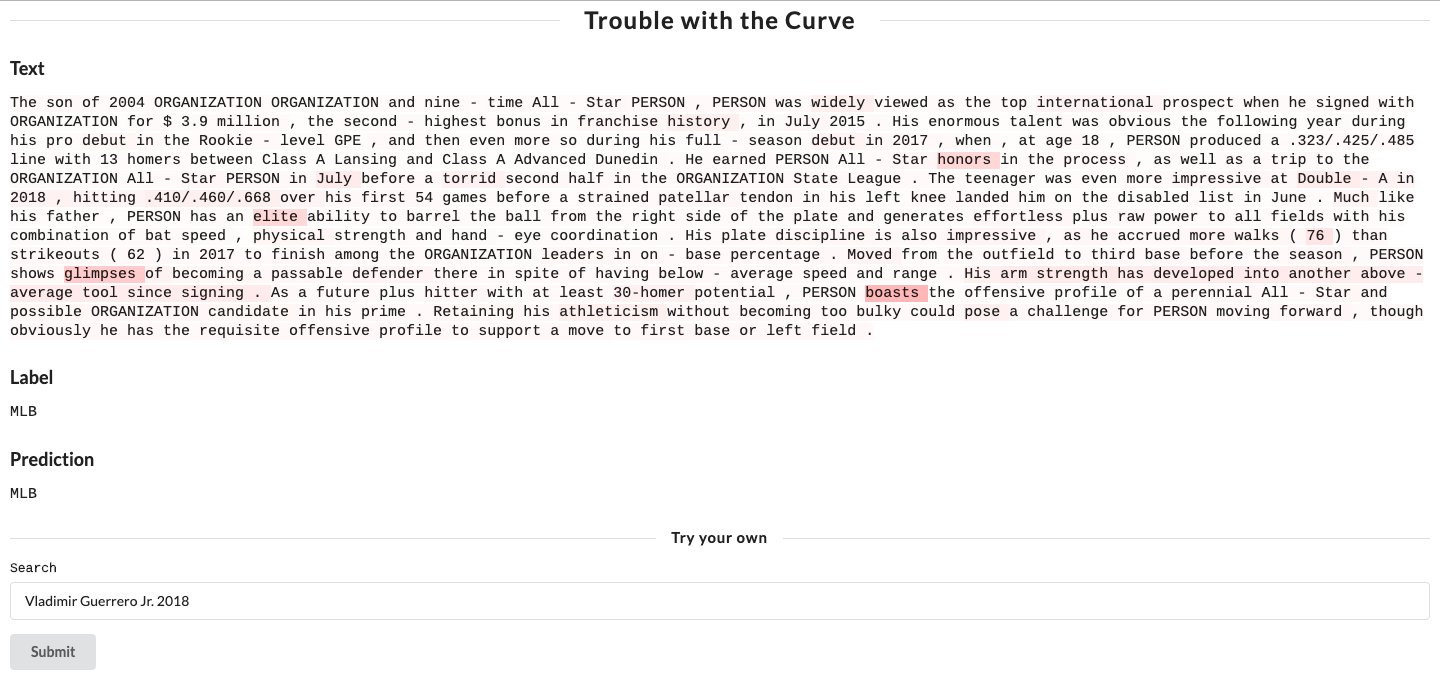 Trouble with the Curve
Text
The son of 2004 ORGANIZATION ORGANIZATION and nine - time All - Star PERSON , PERSON was widely viewed as the top international prospect when he signed with
ORGANIZATION for $ 3.9 million , the second - highest bonus in franchise history , in July 2015 . His enormous talent was obvious the following year during
his pro debut in the Rookie - level GPE , and then even more so during his full - season debut in 2017 , when , at age 18 , PERSON produced a .323/.425/.485
line with 13 homers between Class A Lansing and Class A Advanced Dunedin . He earned PERSON All - Star honors in the process , as well as a trip to the
ORGANIZATION All - Star PERSON in July before a torrid second half in the ORGANIZATION State League . The teenager was even more impressive at Double - A in
2018 , hitting .410/.460/.668 over his first 54 games before a strained patellar tendon in his left knee landed him on the disabled list in June . Much like
his father , PERSON has an elite ability to barrel the ball from the right side of the plate and generates effortless plus raw power to all fields with his
combination of bat speed , physical strength and hand - eye coordination . His plate discipline is also impressive , as he accrued more walks ( 76 ) than
strikeouts ( 62 ) in 2017 to finish among the ORGANIZATION leaders in on - base percentage . Moved from the outfield to third base before the season , PERSON
shows glimpses of becoming a passable defender there in spite of having below - average speed and range . His arm strength has developed into another above -
average tool since signing . As a future plus hitter with at least 30-homer potential , PERSON boasts the offensive profile of a perennial All - Star and
possible ORGANIZATION candidate in his prime . Retaining his athleticism without becoming too bulky could pose a challenge for PERSON moving forward , though
obviously he has the requisite offensive profile to support a move to first base or left field .
Label
MLB
Prediction
MLB
Try your own
Search
Vladimir Guerrero Jr. 2018
Submit